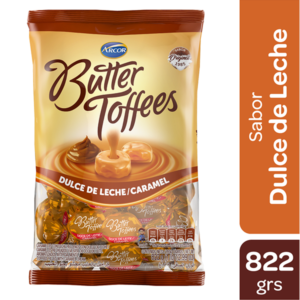 ARCOR
Butter
Toffees
DULCE DE LECHE/CARAMEL
Sabor
Dulce de Leche
822
grs